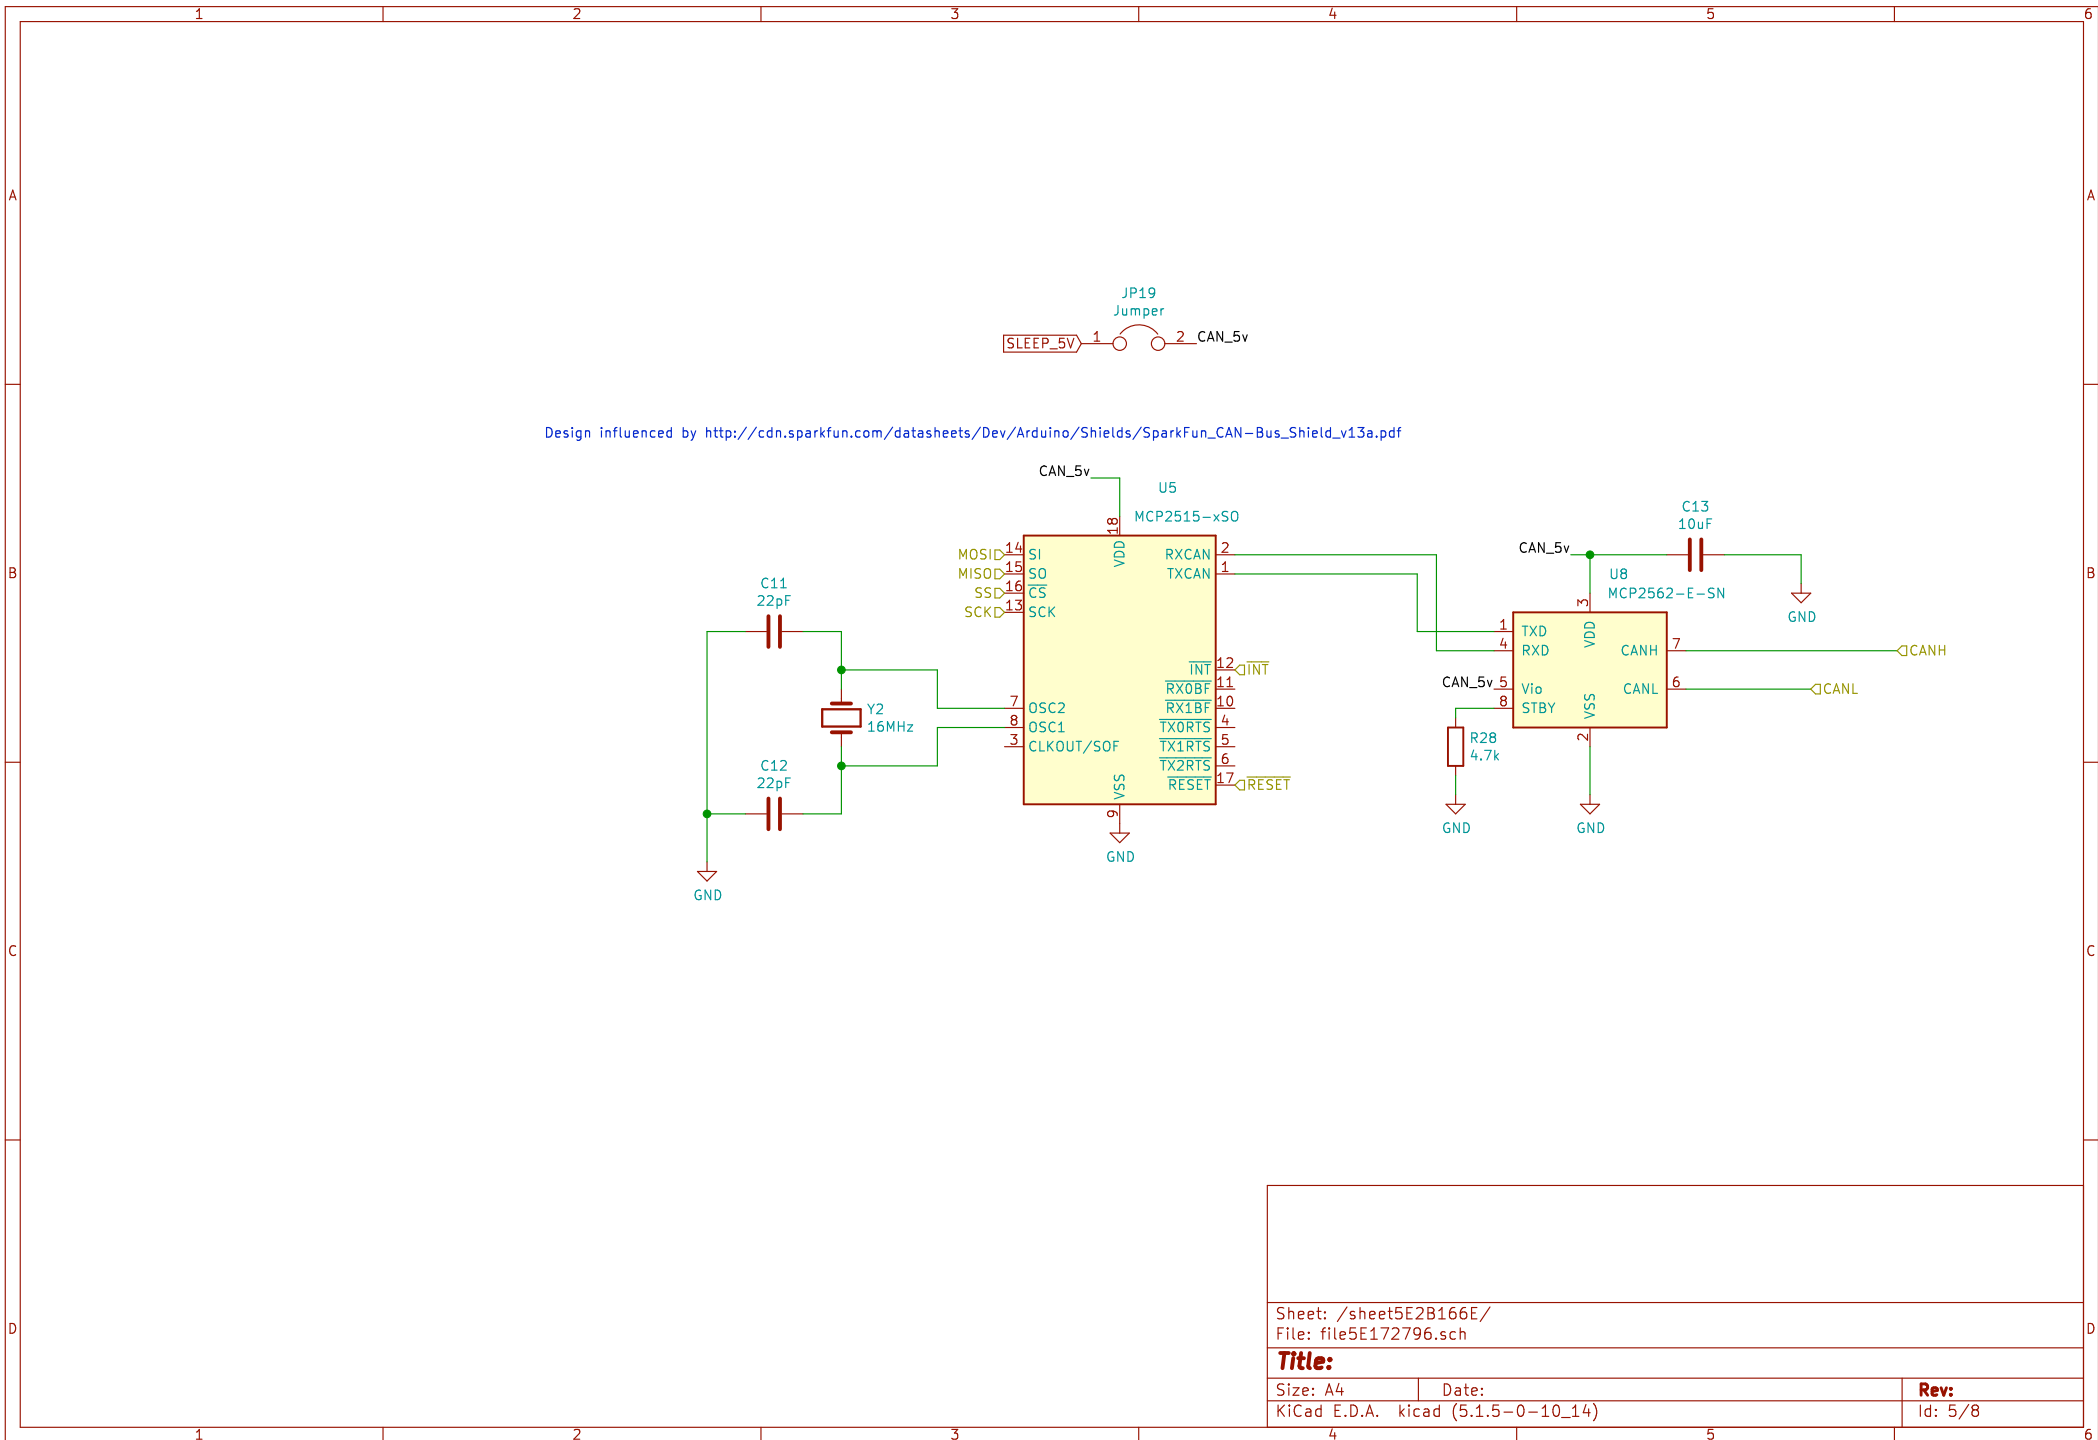 1 2 3 4 5 6
A A
JP19
Jumper
SLEEP_5V 1 2 CAN_5v
Design influenced by http://cdn.sparkfun.com/datasheets/Dev/Arduino/Shields/SparkFun_CAN-Bus_Shield_v13a.pdf
CAN_5v
U5
MCP2515-xSO
18
VDD
MOSI 14 SI
MISO 15 SO
SS 16 CS
SCK 13 SCK
RXCAN 2
TXCAN 1
INT 12 INT
RX0BF 11
RX1BF 10
TX0RTS 4
TX1RTS 5
TX2RTS 6
RESET 17 RESET
7 OSC2
8 OSC1
3 CLKOUT/SOF
VSS
9
GND
C11
22pF
Y2
16MHz
C12
22pF
GND
C13
10uF
CAN_5v
GND
U8
MCP2562-E-SN
3
VDD
1 TXD
4 RXD
CAN_5v 5 Vio
8 STBY
CANH 7 CANH
CANL 6 CANL
VSS
2
GND
R28
4.7k
GND
B B
C C
D D
Sheet: /sheet5E2B166E/
File: file5E172796.sch
Title:
Size: A4 Date: Rev:
KiCad E.D.A. kicad (5.1.5-0-10_14) Id: 5/8
1 2 3 4 5 6